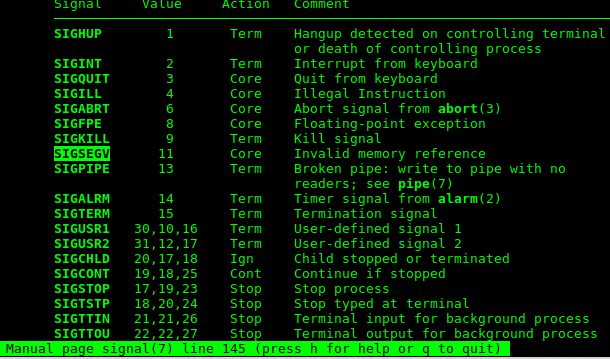 Signal Value Action Comment
SIGHUP 1 Term Hangup detected on controlling terminal
or death of controlling process
SIGINT 2 Term Interrupt from keyboard
SIGQUIT 3 Core Quit from keyboard
SIGILL 4 Core Illegal Instruction
SIGABRT 6 Core Abort signal from abort(3)
SIGFPE 8 Core Floating-point exception
SIGKILL 9 Term Kill signal
SIGSEGV 11 Core Invalid memory reference
SIGPIPE 13 Term Broken pipe: write to pipe with no
readers; see pipe(7)
SIGALRM 14 Term Timer signal from alarm(2)
SIGTERM 15 Term Termination signal
SIGUSR1 30,10,16 Term User-defined signal 1
SIGUSR2 31,12,17 Term User-defined signal 2
SIGCHLD 20,17,18 Ign Child stopped or terminated
SIGCONT 19,18,25 Cont Continue if stopped
SIGSTOP 17,19,23 Stop Stop process
SIGTSTP 18,20,24 Stop Stop typed at terminal
SIGTTIN 21,21,26 Stop Terminal input for background process
SIGTTOU 22,22,27 Stop Terminal output for background process
Manual page signal(7) line 145 (press h for help or q to quit)